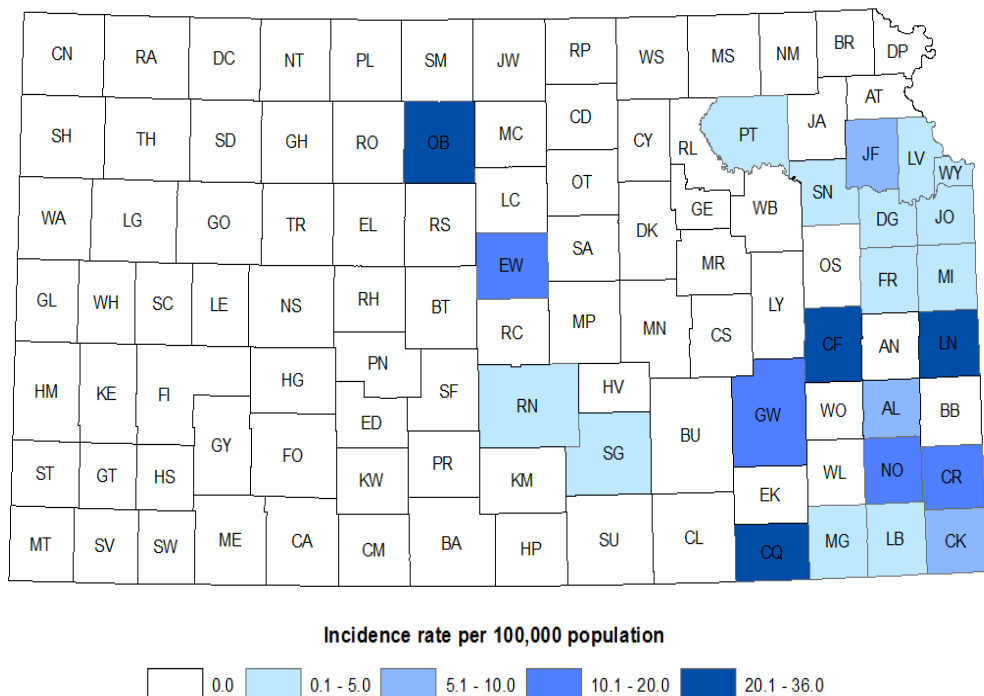 CN RA DC NT PL SM JW RP WS MS NM BR DP
SH TH SD GH RO OB MC CD CY RL PT JA AT JF LV WY
WA LG GO TR EL RS LC OT DK GE WB SN DG JO
GL WH SC LE NS RH BT EW SA MR OS FR MI
HM KE FI HG PN SF RC MP MN CS LY CF AN LN
GY ED RN HV BU GW WO AL BB
ST GT HS FO KW PR KM SG EK WL NO CR
MT SV SW ME CA CM BA HP SU CL CQ MG LB CK
Incidence rate per 100,000 population
0.0 0.1 - 5.0 5.1 - 10.0 10.1 - 20.0 20.1 - 36.0